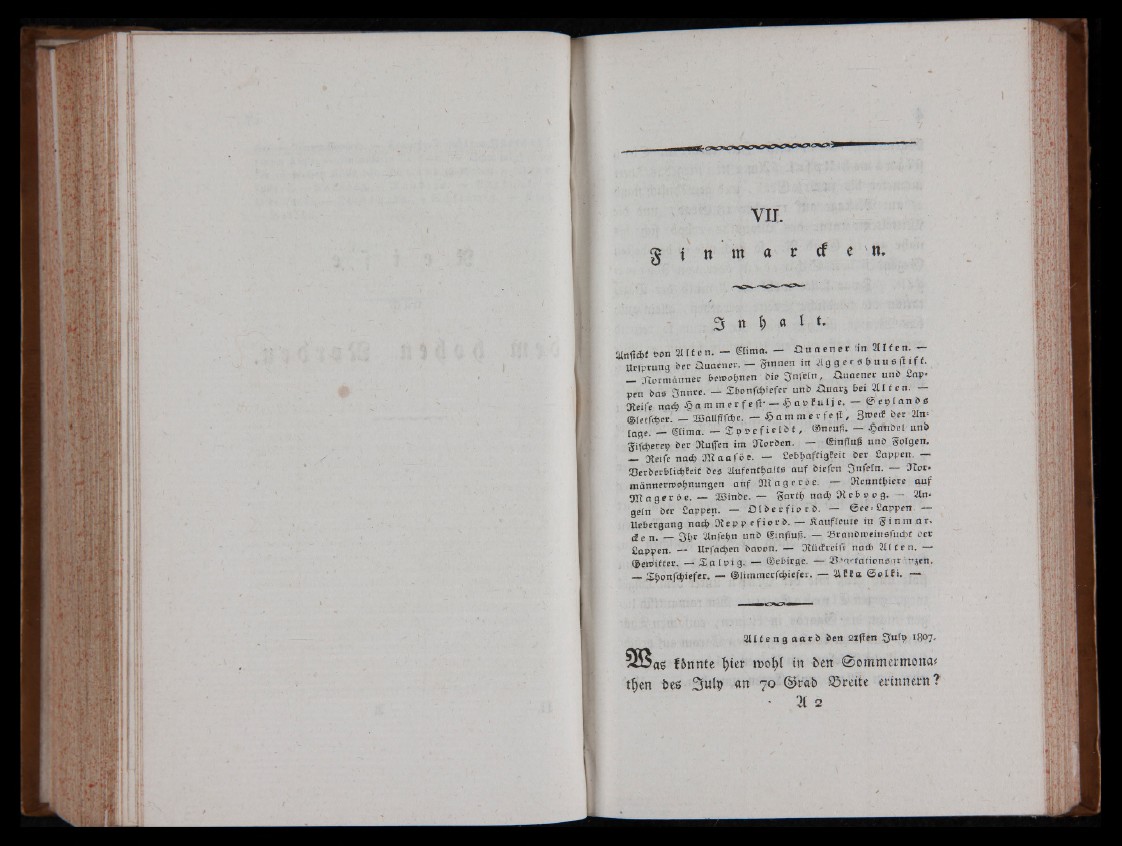 VII.
Finmarcken.
Inhalt.
Ansicht von Alten. — Clima. — Quaener in Alten. —
Ursprung der Quaener. — Finnen in Aggershuusstift.
— Normänner bewohnen die Inseln, Quaener und Lap-
pen das Innre. — Thonschiefer und Quarz bei Alten. —
Reise nach Hammerfest — Havfulje. — Seylands
Gletscher. — Wallfische. — Hammerfest, Zweck der An-
lage. — Clima. — Tyvefieldt, Gneuß. — Handel und
Fischerey der Russen im Norden. — Einfluß und Folgen.
— Reise nach Maasöe. — Lebhaftigkeit der Lappen. —
Verderblichkeit des Aufenthalts auf diesen Inseln. — Nor-
männerwohnungen auf Mageröe. — Rennthiere auf
Mageröe. — Winde. — Farth nach Rebvog. — An-
geln der Lappen. — Olderfiord. — See-Lappen —
Uebergang nach Reppefiord. — Kaufleute in Finmar-
cken. — Ihr Ansehn und Einfluß. — Brandweinsucht der
Lappen. — Ursachen davon. — Rückreise nach Alten. —
Gewitter. — Talvig. — Gebirge. —
— Thonschiefer. — Glimmerschiefer. — Akka Solki. —
Altengaard den 21sten July 1807.
Was könnte hier wohl in den Sommermona-
then des July an 70 Grad Breite erinnern?
A 2